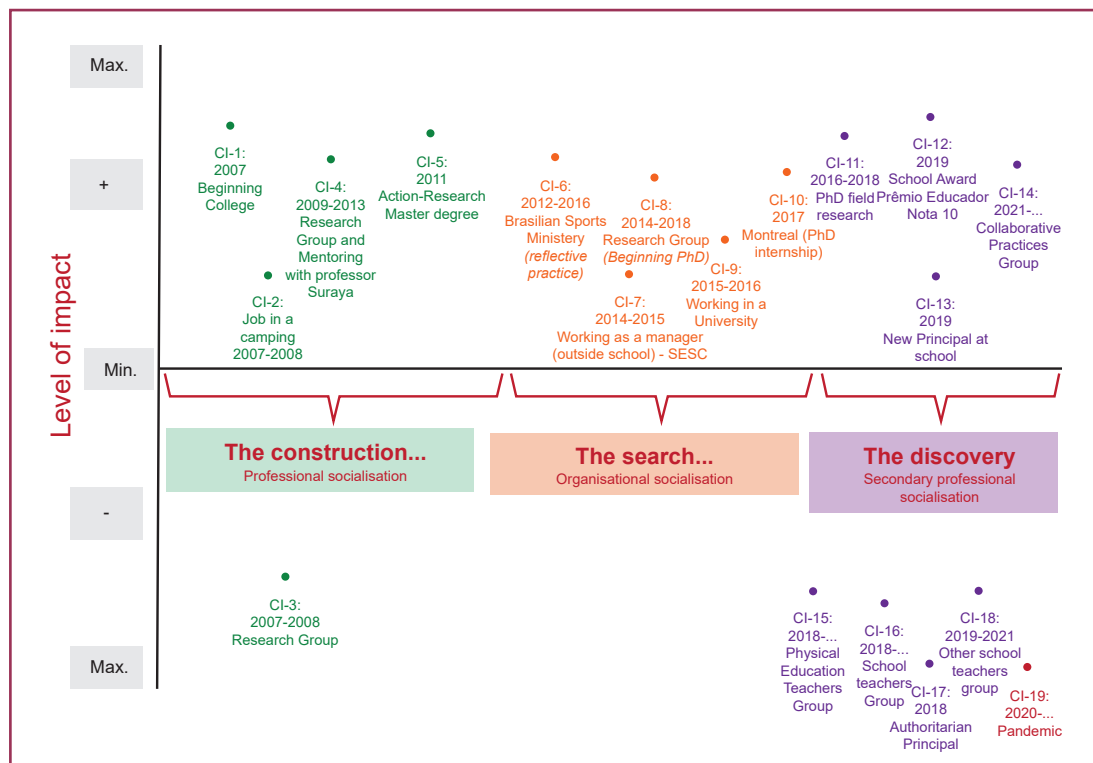 Level of impact
Max.
+
Min.
-
Max.
CI-1:
2007
Beginning
College
CI-2:
Job in a
camping
2007-2008
CI-4:
2009-2013
Research
Group and
Mentoring
with professor
Suraya
CI-5:
2011
Action-Research
Master degree
CI-6:
2012-2016
Brasilian Sports
Ministery
(reflective
practice)
CI-7:
2014-2015
Working as a manager
(outside school) - SESC
CI-8:
2014-2018
Research Group
(Beginning PhD)
CI-9:
2015-2016
Working in a
University
CI-10:
2017
Montreal (PhD
internship)
CI-11:
2016-2018
PhD field
research
CI-12:
2019
School Award
Prêmio Educador
Nota 10
CI-13:
2019
New Principal at
school
CI-14:
2021-...
Collaborative
Practices
Group
The construction...
Professional socialisation
The search...
Organisational socialisation
The discovery
Secondary professional
socialisation
CI-3:
2007-2008
Research Group
CI-15:
2018-...
Physical
Education
Teachers
Group
CI-16:
2018-...
School
teachers
Group
CI-17:
2018
Authoritarian
Principal
CI-18:
2019-2021
Other school
teachers
group
CI-19:
2020-...
Pandemic